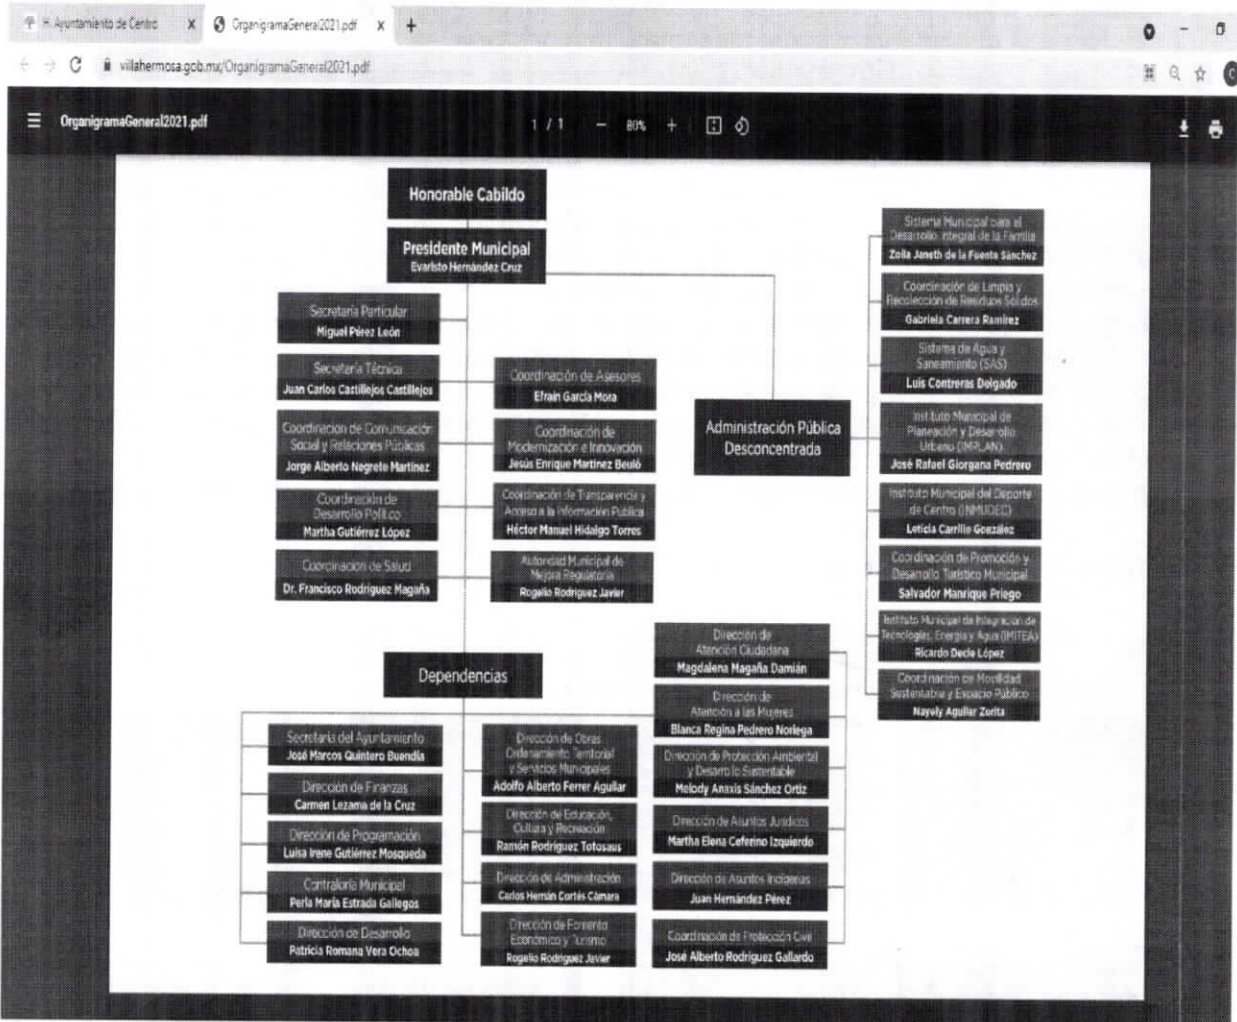 H. Ayuntamiento de Centro
OrganigramaGeneral2021.pdf
villahermosa.gob.mx/OrganigramaGeneral2021.pdf
OrganigramaGeneral2021.pdf
1 / 1
80%
Honorable Cabildo
Presidente Municipal
Evaristo Hernández Cruz
Secretaría Particular
Miguel Pérez León
Secretaría Técnica
Juan Carlos Castillejos Castillejos
Coordinación de Asesores
Efraín García Mora
Coordinación de Comunicación
Social y Relaciones Públicas
Jorge Alberto Negrete Martínez
Coordinación de
Modernización e Innovación
Jesús Enrique Martínez Beuló
Coordinación de
Desarrollo Político
Martha Gutiérrez López
Coordinación de Transparencia y
Acceso a la Información Pública
Héctor Manuel Hidalgo Torres
Coordinación de Salud
Dr. Francisco Rodríguez Magaña
Autoridad Municipal de
Mejora Regulatoria
Rogelio Rodríguez Javier
Administración Pública
Desconcentrada
Sistema Municipal para el
Desarrollo Integral de la Familia
Zoila Janeth de la Fuente Sánchez
Coordinación de Limpia y
Recolección de Residuos Sólidos
Gabriela Carrera Ramírez
Sistema de Agua y
Saneamiento (SAS)
Luis Contreras Delgado
Instituto Municipal de
Planeación y Desarrollo
Urbano (IMPLAN)
José Rafael Giorgana Pedrero
Instituto Municipal del Deporte
de Centro (INMUDEC)
Leticia Carrillo González
Coordinación de Promoción y
Desarrollo Turístico Municipal
Salvador Manrique Priego
Instituto Municipal de Integración de
Tecnologías, Energía y Agua (IMITEA)
Ricardo Decle López
Coordinación de Movilidad
Sustentable y Espacio Público
Nayely Aguilar Zurita
Dependencias
Secretaría del Ayuntamiento
José Marcos Quintero Buendía
Dirección de Finanzas
Carmen Lezama de la Cruz
Dirección de Programación
Luisa Irene Gutiérrez Mosqueda
Contraloría Municipal
Perla María Estrada Gallegos
Dirección de Desarrollo
Patricia Romana Vera Ochoa
Dirección de Obras
Ordenamiento Territorial
y Servicios Municipales
Adolfo Alberto Ferrer Aguilar
Dirección de Educación,
Cultura y Recreación
Ramón Rodríguez Totosaus
Dirección de Administración
Carlos Hernán Cortés Cámara
Dirección de Fomento
Económico y Turismo
Rogelio Rodríguez Javier
Dirección de
Atención Ciudadana
Magdalena Magaña Damián
Dirección de
Atención a las Mujeres
Blanca Regina Pedrero Noriega
Dirección de Protección Ambiental
y Desarrollo Sustentable
Melody Anaxis Sánchez Ortiz
Dirección de Asuntos Jurídicos
Martha Elena Ceferino Izquierdo
Dirección de Asuntos Indígenas
Juan Hernández Pérez
Coordinación de Protección Civil
José Alberto Rodríguez Gallardo